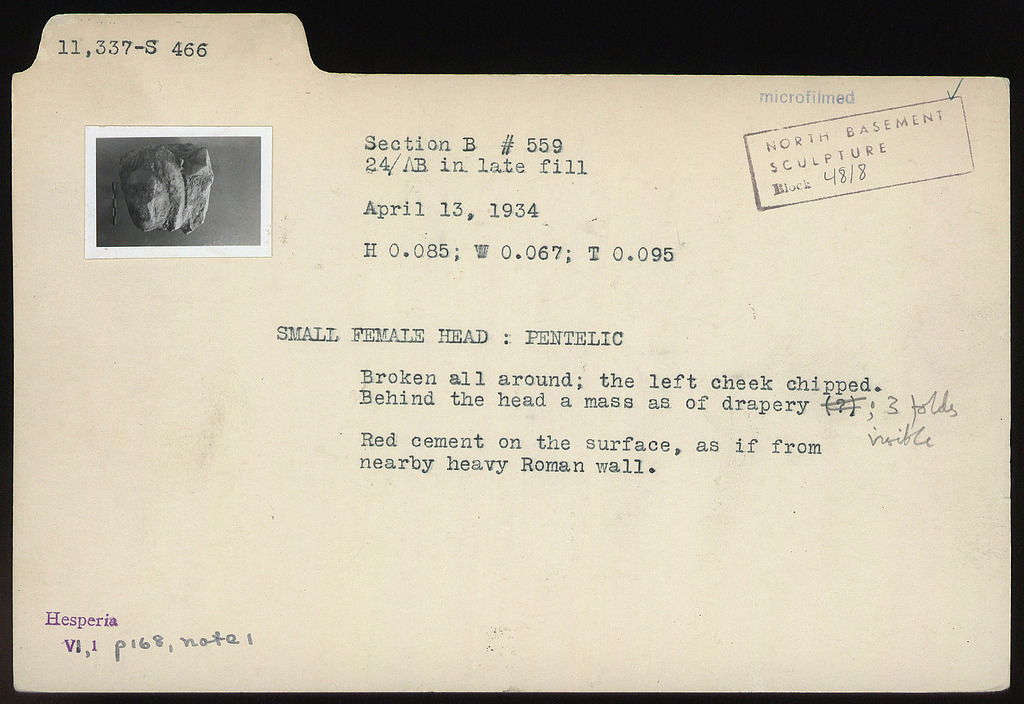 11,337-S 466
microfilmed
NORTH BASEMENT
SCULPTURE
Block 48/8
Section B # 559
24/ΛB in late fill
April 13, 1934
H 0.085; W 0.067; T 0.095
SMALL FEMALE HEAD : PENTELIC
Broken all around; the left cheek chipped.
Behind the head a mass as of drapery (?); 3 folds
visible
Red cement on the surface, as if from
nearby heavy Roman wall.
Hesperia
VI,1 p168, note 1